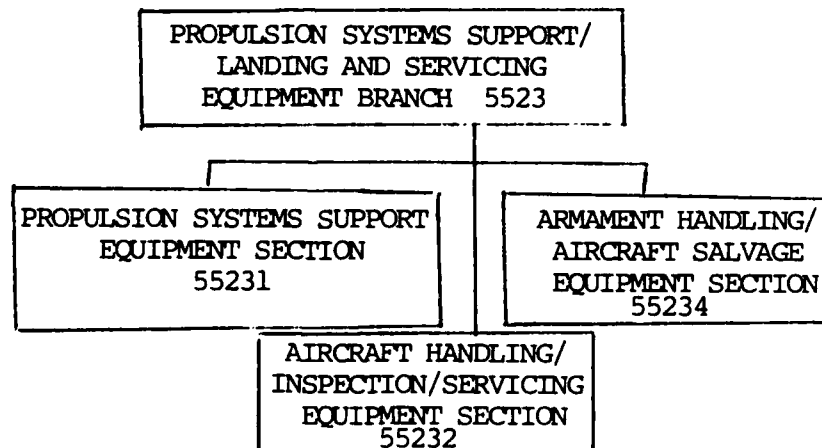 PROPULSION SYSTEMS SUPPORT/
LANDING AND SERVICING
EQUIPMENT BRANCH 5523
PROPULSION SYSTEMS SUPPORT
EQUIPMENT SECTION
55231
ARMAMENT HANDLING/
AIRCRAFT SALVAGE
EQUIPMENT SECTION
55234
AIRCRAFT HANDLING/
INSPECTION/SERVICING
EQUIPMENT SECTION
55232